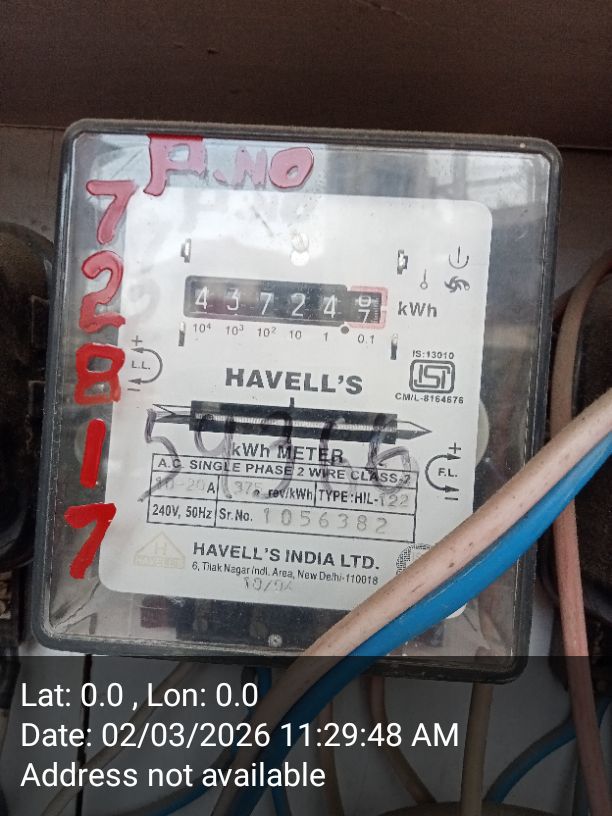 P.NO
7
2
8
1
7
4 3 7 2 4
kWh
10⁴ 10³ 10² 10 1 0.1
IS:13010
ISI
CM/L-8164676
L.L.
+
−
HAVELL'S
kWh METER
F.L.
+
−
A.C. SINGLE PHASE 2 WIRE CLASS-2
10-20 A 375 rev/kWh TYPE:HIL-122
240V, 50Hz Sr.No. 1056382
HAVELL'S INDIA LTD.
6, Tilak Nagar Indl. Area, New Delhi-110018
Lat: 0.0 , Lon: 0.0
Date: 02/03/2026 11:29:48 AM
Address not available